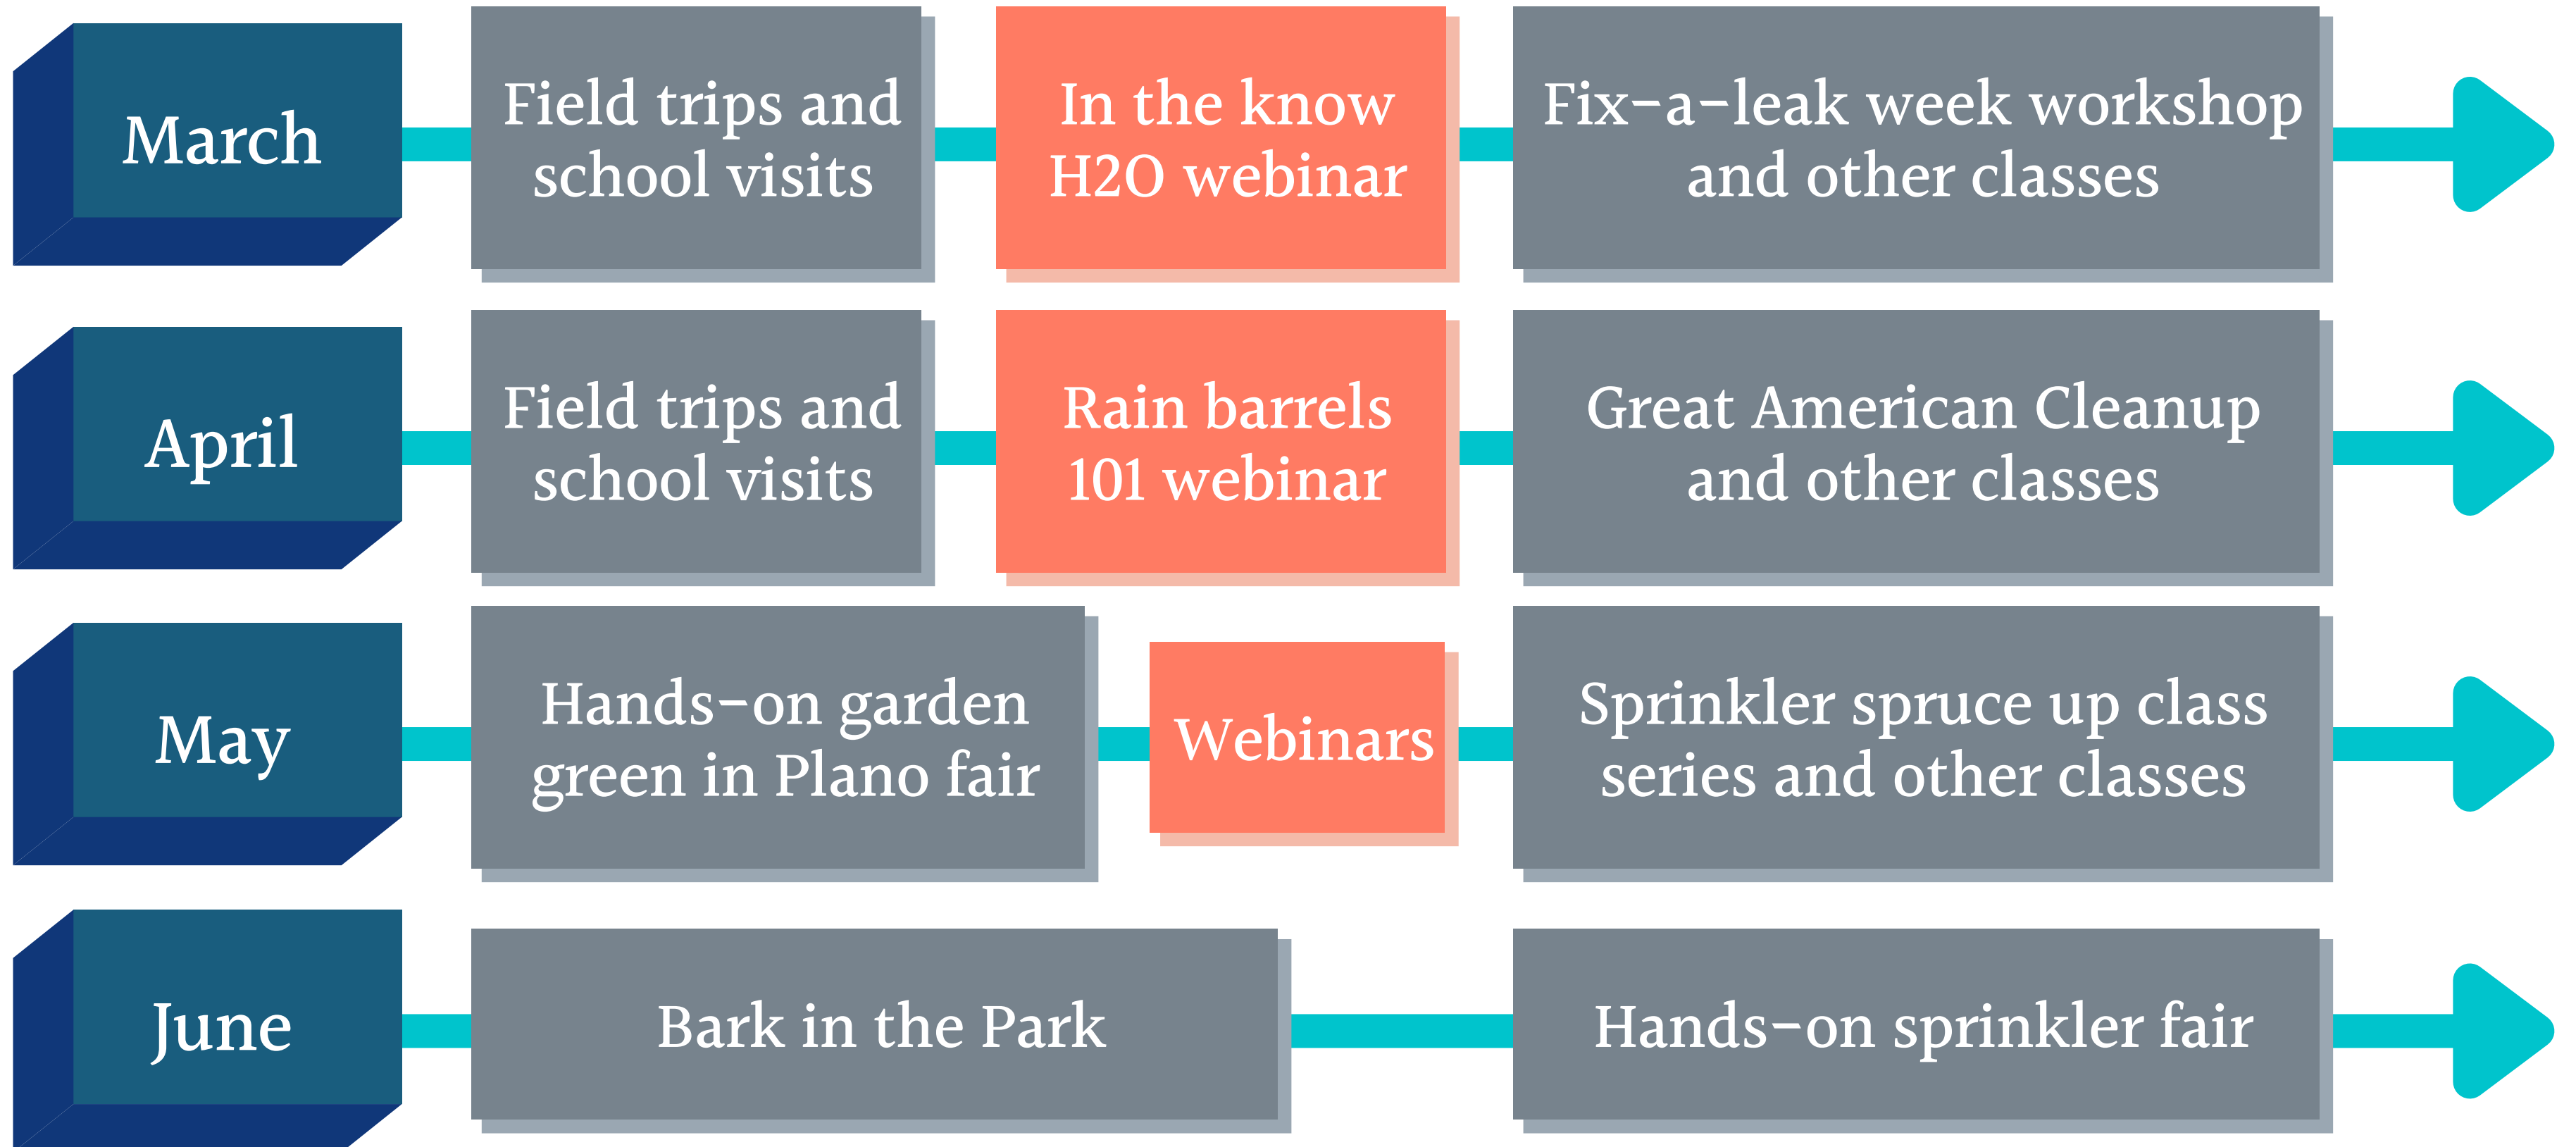 March
Field trips and
school visits
In the know
H2O webinar
Fix-a-leak week workshop
and other classes
April
Field trips and
school visits
Rain barrels
101 webinar
Great American Cleanup
and other classes
May
Hands-on garden
green in Plano fair
Webinars
Sprinkler spruce up class
series and other classes
June
Bark in the Park
Hands-on sprinkler fair